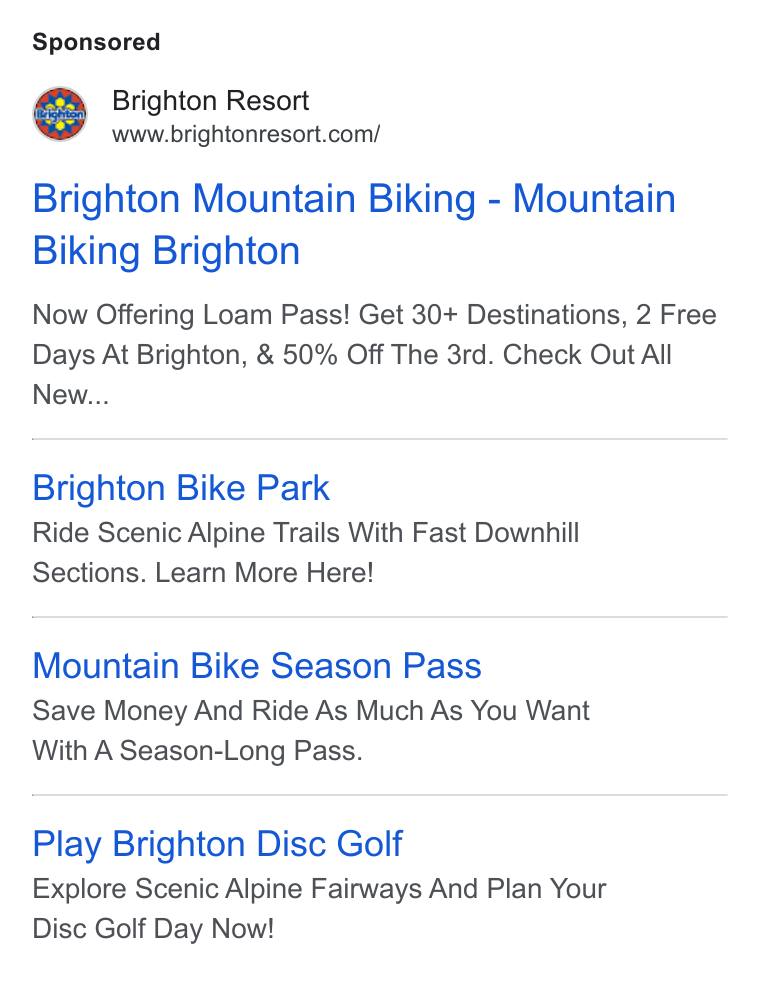 Sponsored
Brighton
Brighton Resort
www.brightonresort.com/
Brighton Mountain Biking - Mountain
Biking Brighton
Now Offering Loam Pass! Get 30+ Destinations, 2 Free
Days At Brighton, & 50% Off The 3rd. Check Out All
New...
Brighton Bike Park
Ride Scenic Alpine Trails With Fast Downhill
Sections. Learn More Here!
Mountain Bike Season Pass
Save Money And Ride As Much As You Want
With A Season-Long Pass.
Play Brighton Disc Golf
Explore Scenic Alpine Fairways And Plan Your
Disc Golf Day Now!